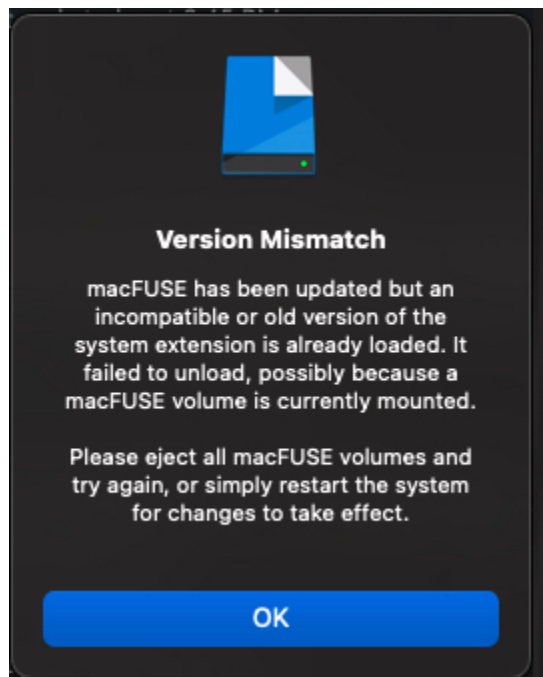 Version Mismatch
macFUSE has been updated but an
incompatible or old version of the
system extension is already loaded. It
failed to unload, possibly because a
macFUSE volume is currently mounted.
Please eject all macFUSE volumes and
try again, or simply restart the system
for changes to take effect.
OK